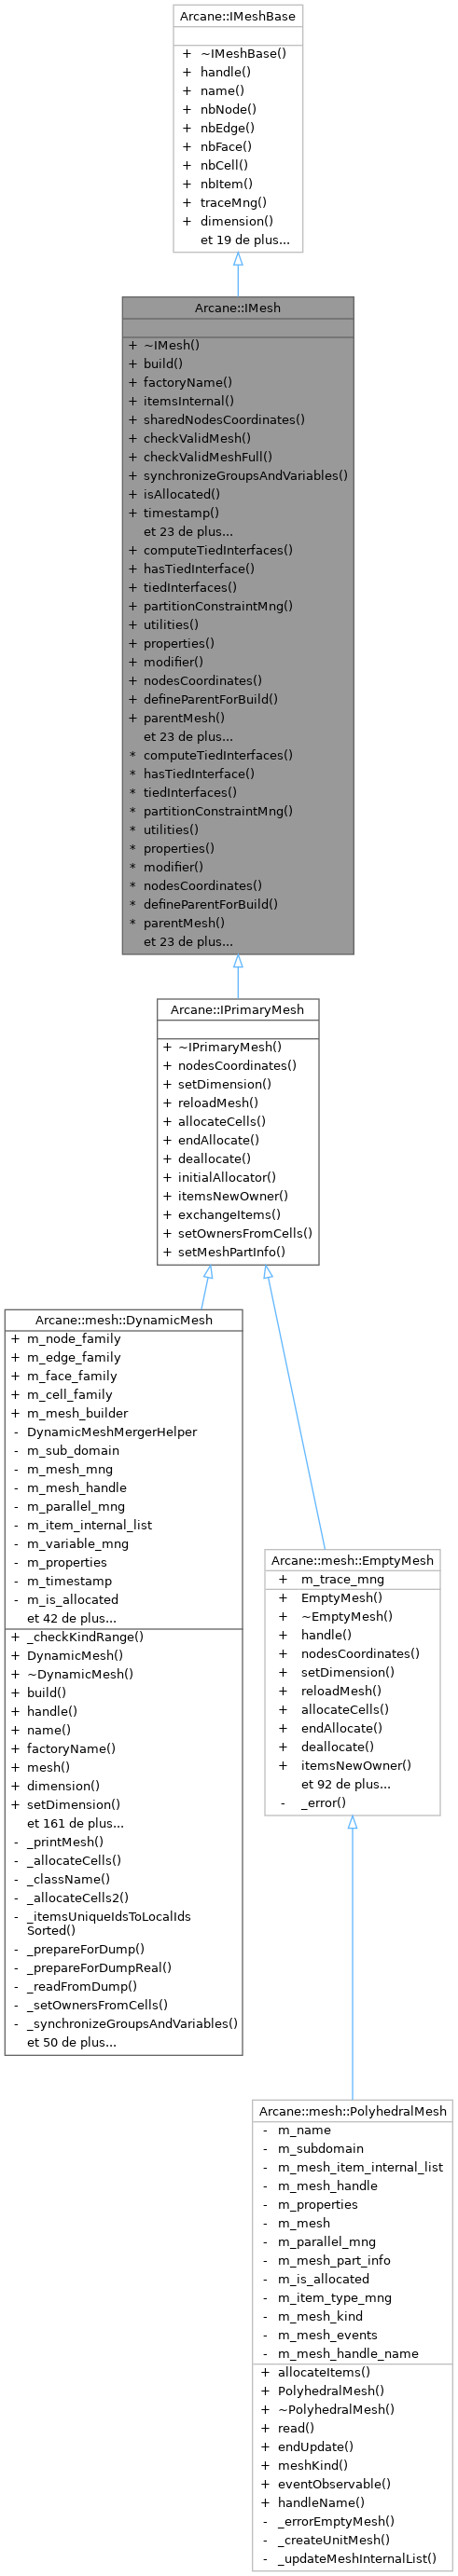 Arcane::IMeshBase
+ ~IMeshBase()
+ handle()
+ name()
+ nbNode()
+ nbEdge()
+ nbFace()
+ nbCell()
+ nbItem()
+ traceMng()
+ dimension()
et 19 de plus...
Arcane::IMesh
+ ~IMesh()
+ build()
+ factoryName()
+ itemsInternal()
+ sharedNodesCoordinates()
+ checkValidMesh()
+ checkValidMeshFull()
+ synchronizeGroupsAndVariables()
+ isAllocated()
+ timestamp()
et 23 de plus...
+ computeTiedInterfaces()
+ hasTiedInterface()
+ tiedInterfaces()
+ partitionConstraintMng()
+ utilities()
+ properties()
+ modifier()
+ nodesCoordinates()
+ defineParentForBuild()
+ parentMesh()
et 23 de plus...
* computeTiedInterfaces()
* hasTiedInterface()
* tiedInterfaces()
* partitionConstraintMng()
* utilities()
* properties()
* modifier()
* nodesCoordinates()
* defineParentForBuild()
* parentMesh()
et 23 de plus...
Arcane::IPrimaryMesh
+ ~IPrimaryMesh()
+ nodesCoordinates()
+ setDimension()
+ reloadMesh()
+ allocateCells()
+ endAllocate()
+ deallocate()
+ initialAllocator()
+ itemsNewOwner()
+ exchangeItems()
+ setOwnersFromCells()
+ setMeshPartInfo()
Arcane::mesh::DynamicMesh
+ m_node_family
+ m_edge_family
+ m_face_family
+ m_cell_family
+ m_mesh_builder
- DynamicMeshMergerHelper
- m_sub_domain
- m_mesh_mng
- m_mesh_handle
- m_parallel_mng
- m_item_internal_list
- m_variable_mng
- m_properties
- m_timestamp
- m_is_allocated
et 42 de plus...
+ _checkKindRange()
+ DynamicMesh()
+ ~DynamicMesh()
+ build()
+ handle()
+ name()
+ factoryName()
+ mesh()
+ dimension()
+ setDimension()
et 161 de plus...
- _printMesh()
- _allocateCells()
- _className()
- _allocateCells2()
- _itemsUniqueIdsToLocalIds
Sorted()
- _prepareForDump()
- _prepareForDumpReal()
- _readFromDump()
- _setOwnersFromCells()
- _synchronizeGroupsAndVariables()
et 50 de plus...
Arcane::mesh::EmptyMesh
+ m_trace_mng
+ EmptyMesh()
+ ~EmptyMesh()
+ handle()
+ nodesCoordinates()
+ setDimension()
+ reloadMesh()
+ allocateCells()
+ endAllocate()
+ deallocate()
+ itemsNewOwner()
et 92 de plus...
- _error()
Arcane::mesh::PolyhedralMesh
- m_name
- m_subdomain
- m_mesh_item_internal_list
- m_mesh_handle
- m_properties
- m_mesh
- m_parallel_mng
- m_mesh_part_info
- m_is_allocated
- m_item_type_mng
- m_mesh_kind
- m_mesh_events
- m_mesh_handle_name
+ allocateItems()
+ PolyhedralMesh()
+ ~PolyhedralMesh()
+ read()
+ endUpdate()
+ meshKind()
+ eventObservable()
+ handleName()
- _errorEmptyMesh()
- _createUnitMesh()
- _updateMeshInternalList()